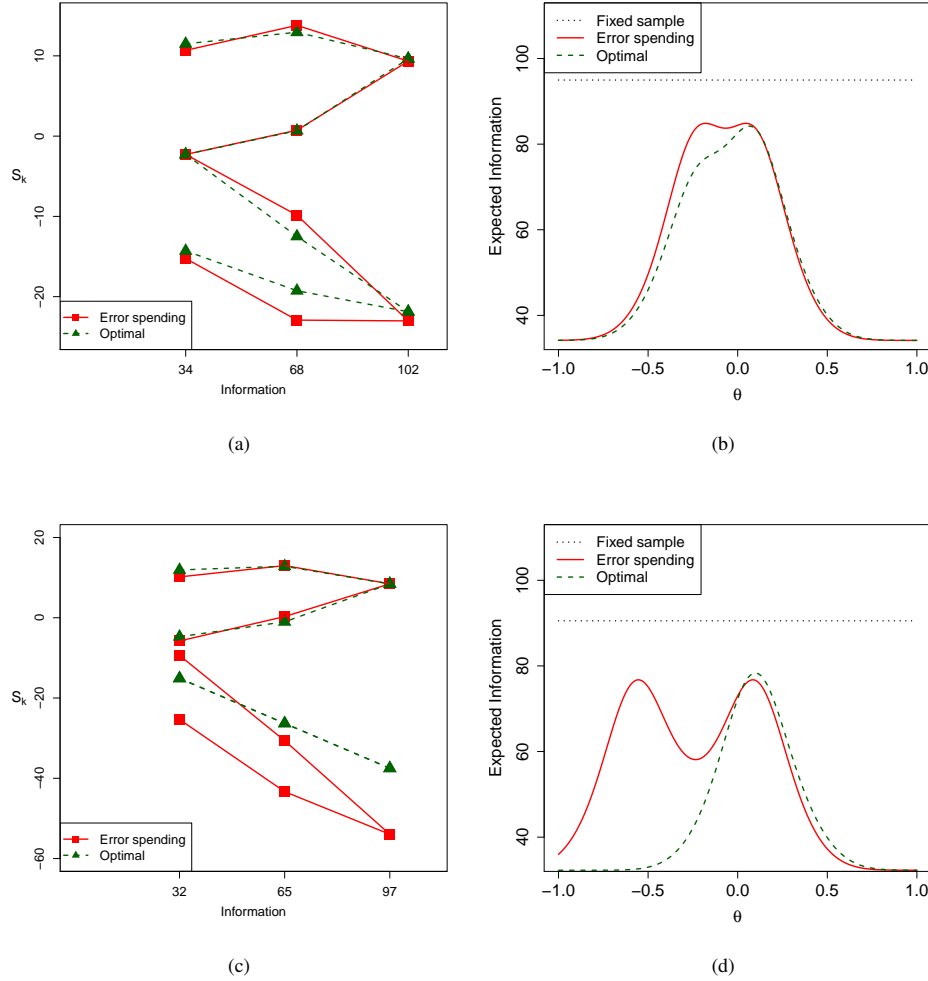 10
0
−10
−20
S_k
Error spending
Optimal
34
68
102
Information
(a)
Fixed sample
Error spending
Optimal
100
80
60
40
Expected Information
−1.0
−0.5
0.0
0.5
1.0
θ
(b)
20
0
−20
−40
−60
S_k
Error spending
Optimal
32
65
97
Information
(c)
Fixed sample
Error spending
Optimal
100
80
60
40
Expected Information
−1.0
−0.5
0.0
0.5
1.0
θ
(d)